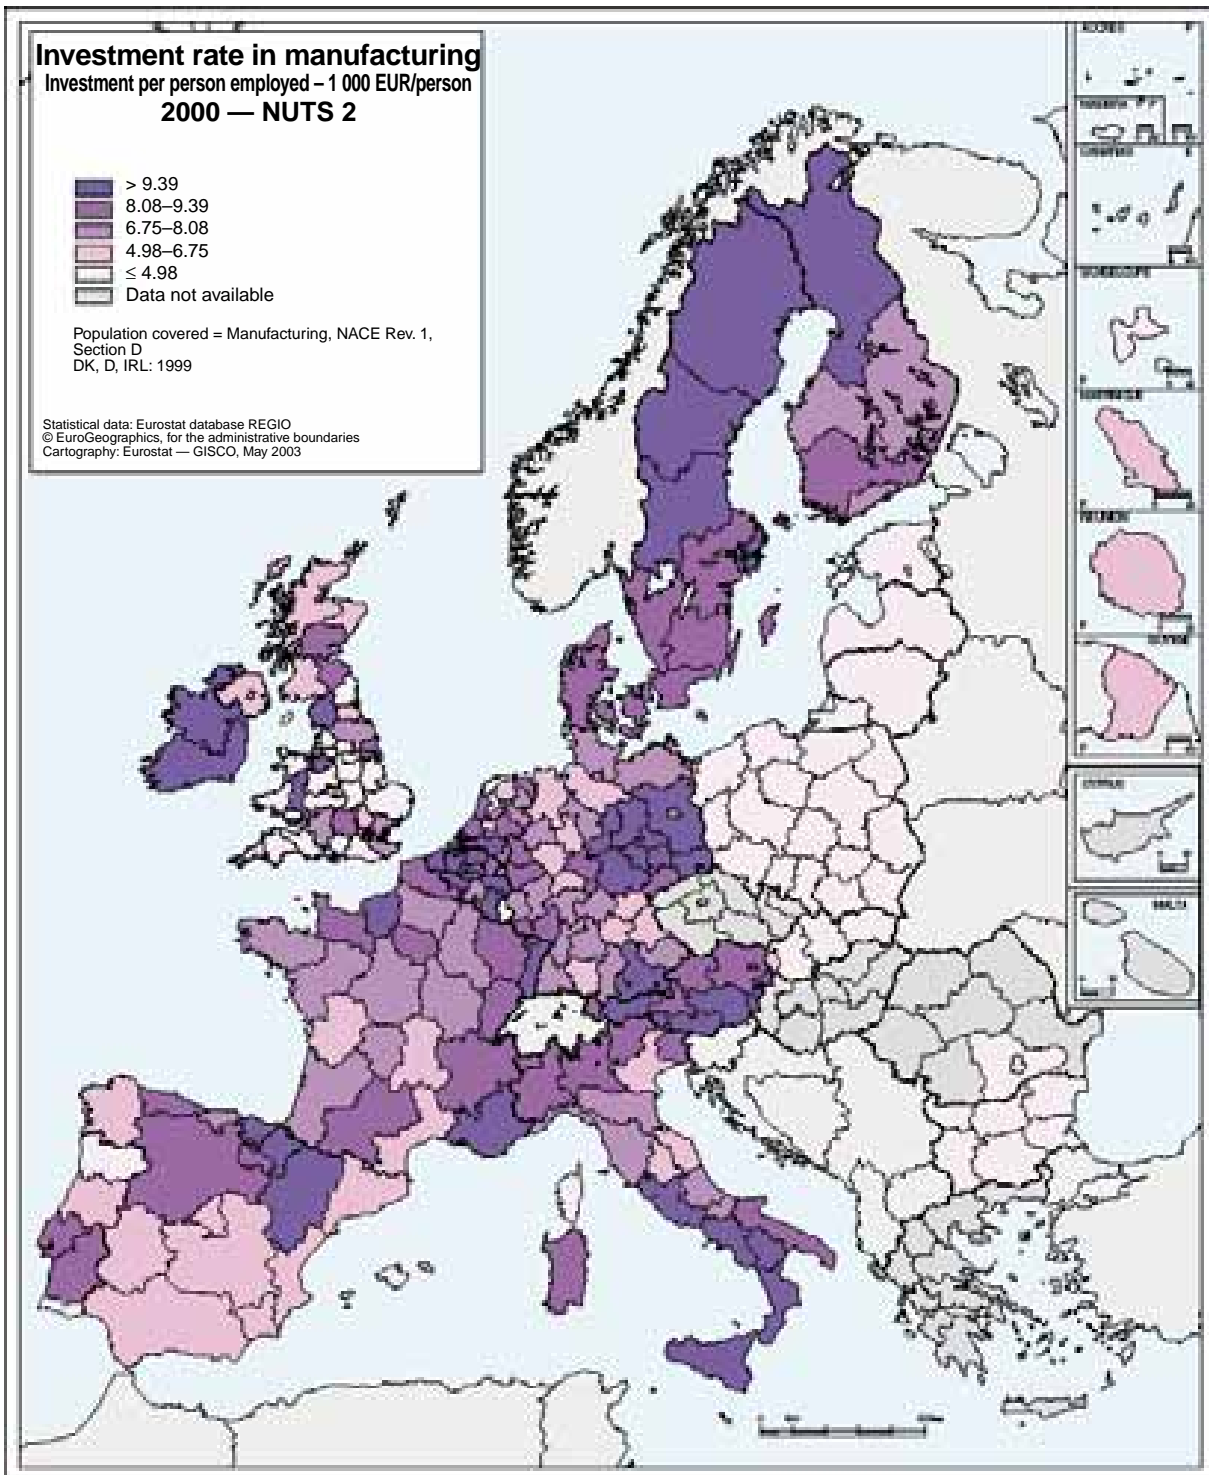 Investment rate in manufacturing
Investment per person employed – 1 000 EUR/person
2000 — NUTS 2
> 9.39
8.08–9.39
6.75–8.08
4.98–6.75
≤ 4.98
Data not available
Population covered = Manufacturing, NACE Rev. 1,
Section D
DK, D, IRL: 1999
Statistical data: Eurostat database REGIO
© EuroGeographics, for the administrative boundaries
Cartography: Eurostat — GISCO, May 2003
CYPRUS
MALTA